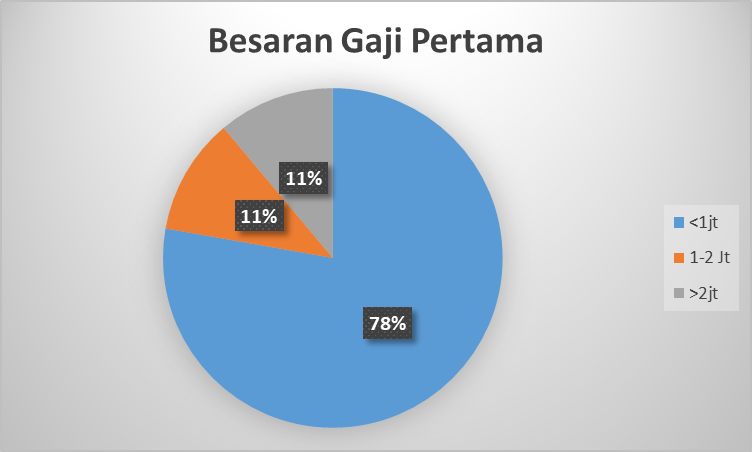 Besaran Gaji Pertama
11%
11%
78%
<1jt
1-2 Jt
>2jt